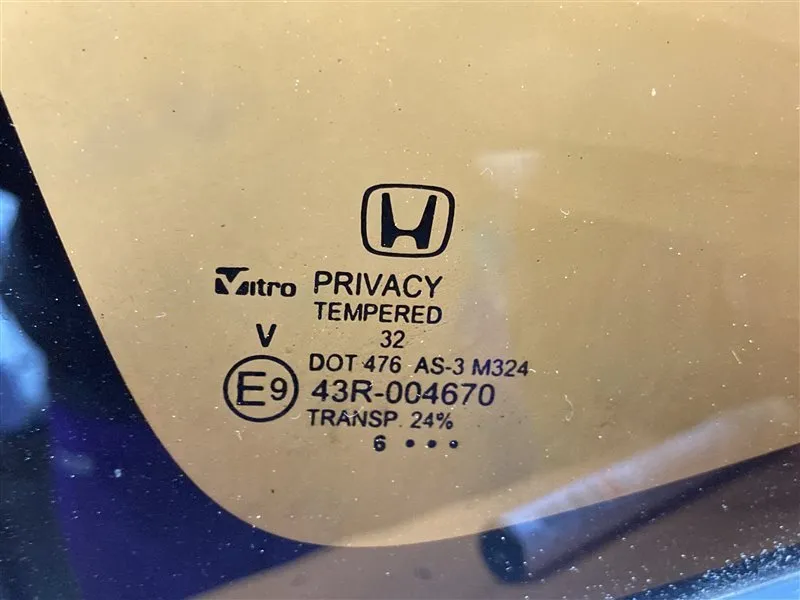 Vitro PRIVACY
TEMPERED
V 32
DOT 476 AS-3 M324
E9 43R-004670
TRANSP. 24%
6 •••